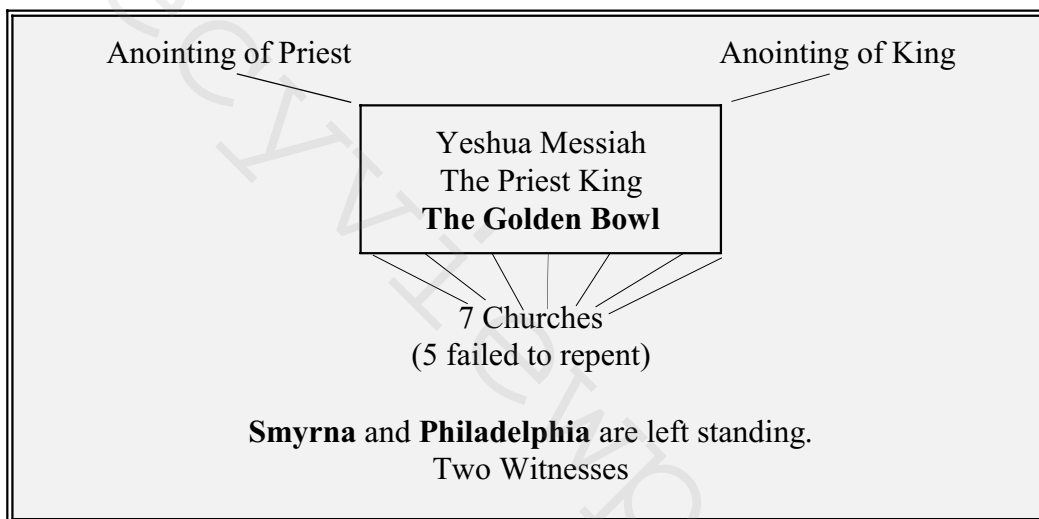 Anointing of Priest
Anointing of King
Yeshua Messiah
The Priest King
The Golden Bowl
7 Churches
(5 failed to repent)
Smyrna and Philadelphia are left standing.
Two Witnesses